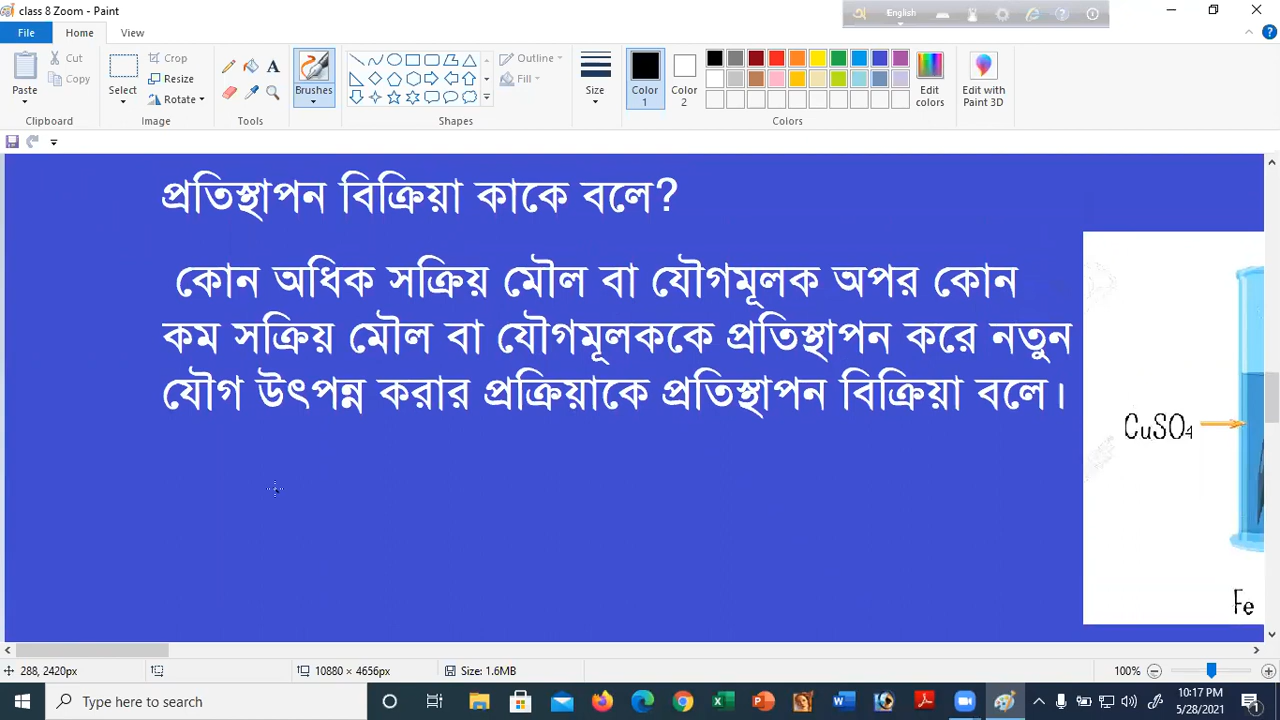 class 8 Zoom - Paint
English
File
Home
View
Paste
Cut
Copy
Clipboard
Select
Crop
Resize
Rotate
Image
A
Tools
Brushes
Outline
Fill
Shapes
Size
Color 1
Color 2
Edit colors
Colors
Edit with Paint 3D
প্রতিস্থাপন বিক্রিয়া কাকে বলে?
কোন অধিক সক্রিয় মৌল বা যৌগমূলক অপর কোন
কম সক্রিয় মৌল বা যৌগমূলককে প্রতিস্থাপন করে নতুন
যৌগ উৎপন্ন করার প্রক্রিয়াকে প্রতিস্থাপন বিক্রিয়া বলে।
CuSO4
Fe
288, 2420px
10880 × 4656px
Size: 1.6MB
100%
Type here to search
10:17 PM
5/28/2021